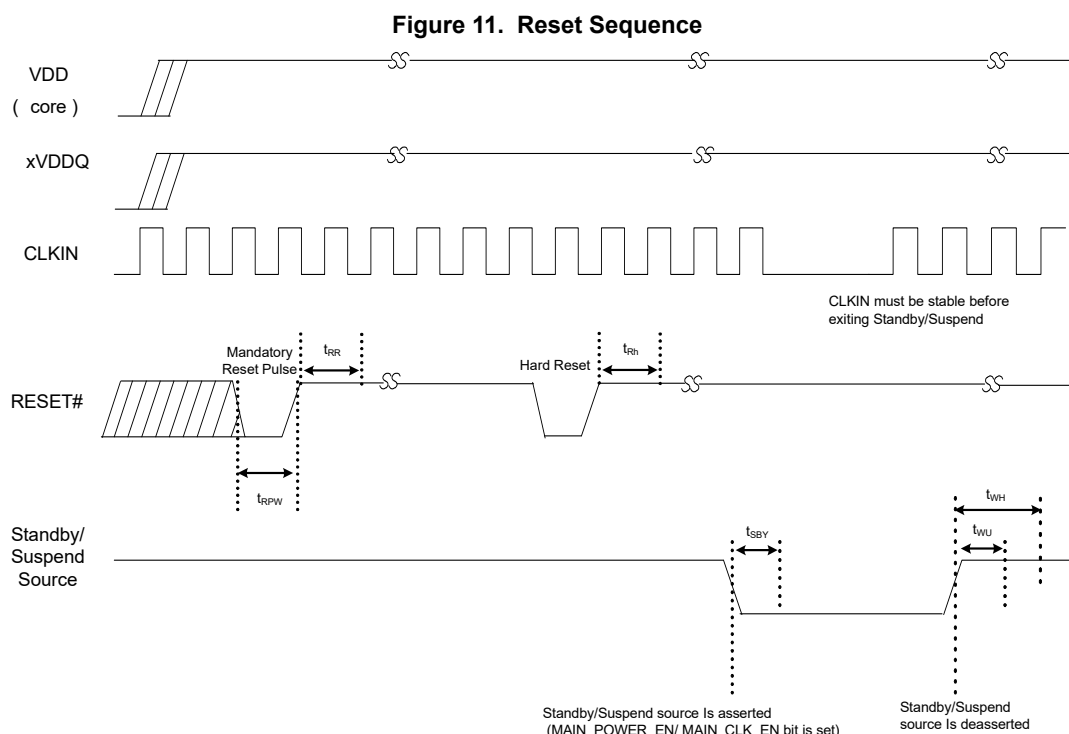 Figure 11. Reset Sequence
VDD
( core )
xVDDQ
CLKIN
CLKIN must be stable before
exiting Standby/Suspend
Mandatory
Reset Pulse
tRR
Hard Reset
tRh
RESET#
tRPW
tWH
Standby/
Suspend
Source
tSBY
tWU
Standby/Suspend source Is asserted
(MAIN_POWER_EN/ MAIN_CLK_EN bit is set)
Standby/Suspend
source Is deasserted